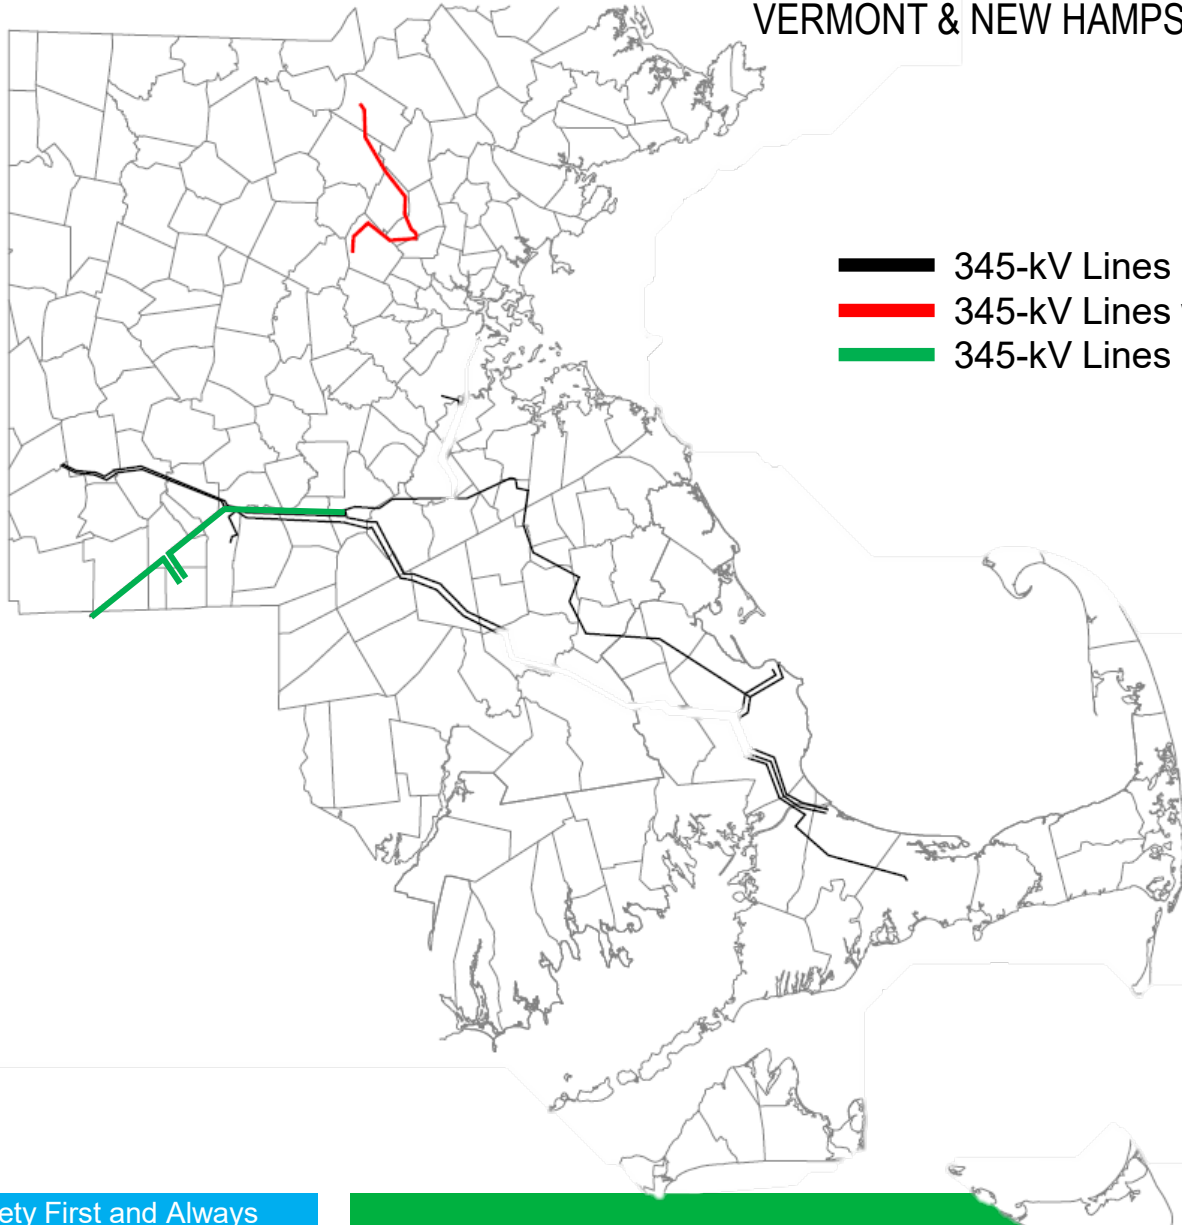 VERMONT & NEW HAMPS
345-kV Lines
345-kV Lines
345-kV Lines
ety First and Always